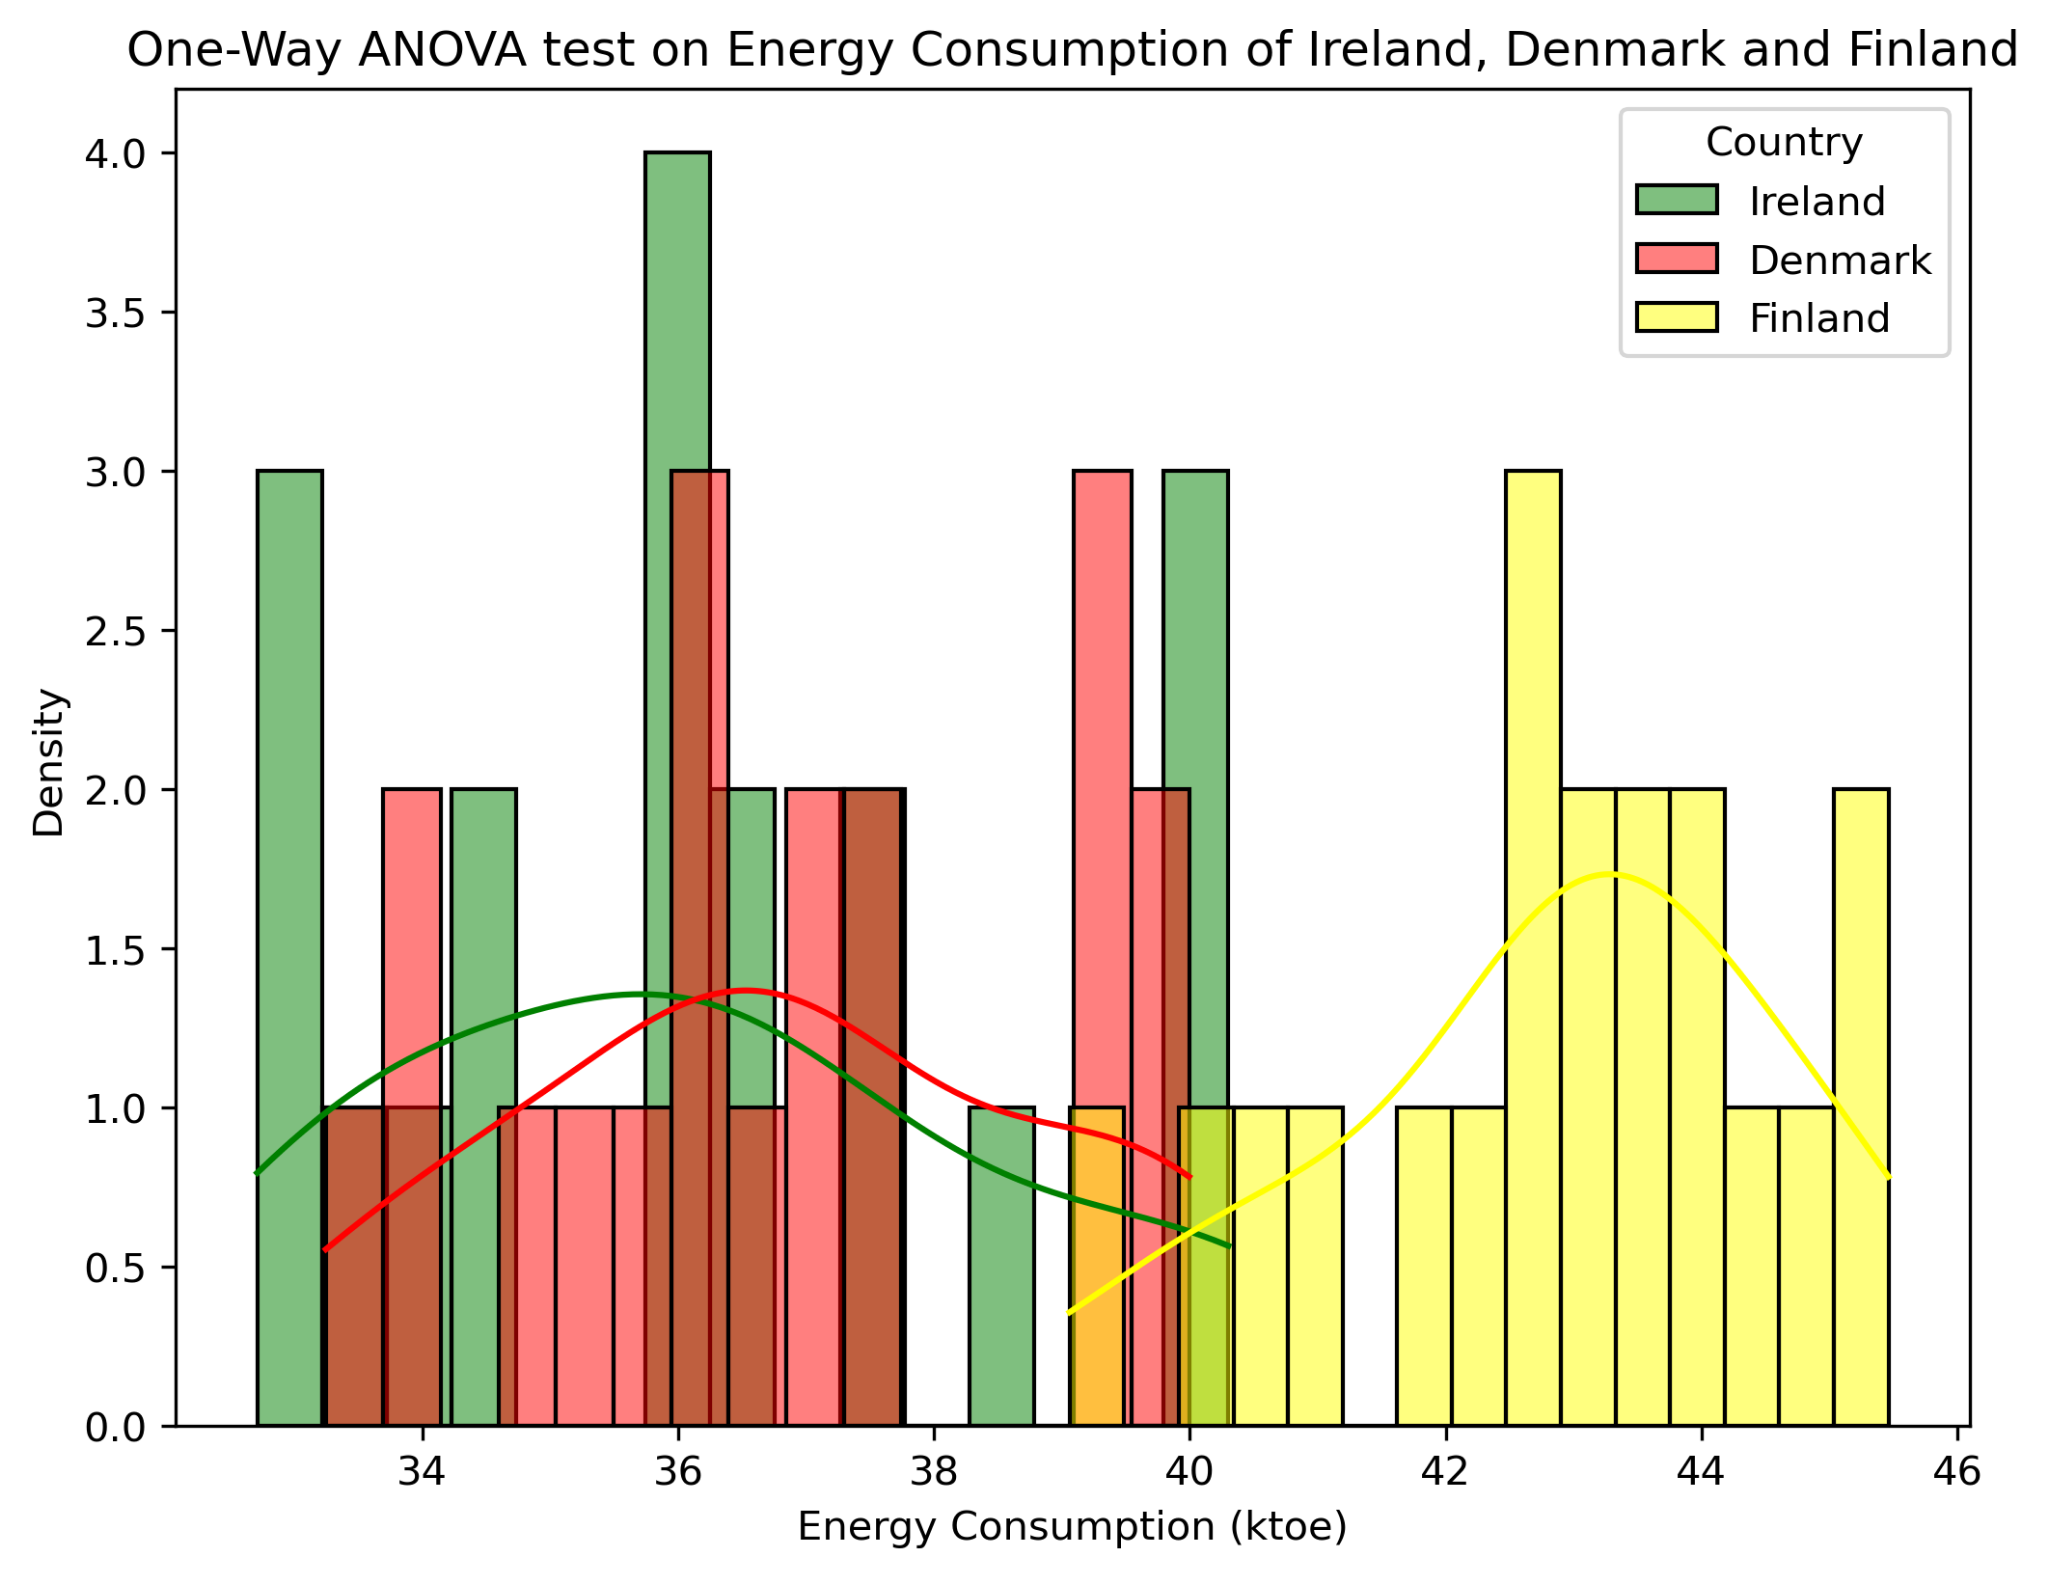 One-Way ANOVA test on Energy Consumption of Ireland, Denmark and Finland
Country
Ireland
Denmark
Finland
Density
4.0
3.5
3.0
2.5
2.0
1.5
1.0
0.5
0.0
34 36 38 40 42 44 46
Energy Consumption (ktoe)